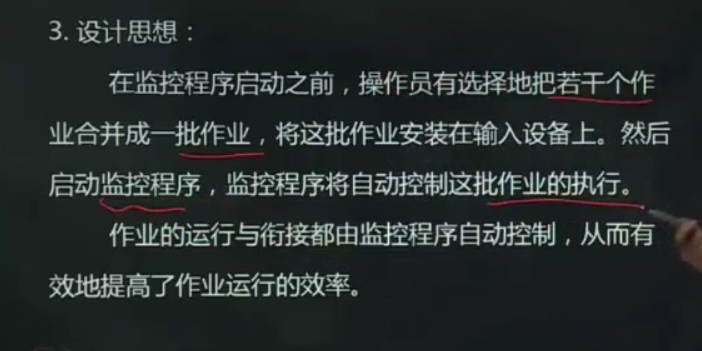 3. 设计思想：
在监控程序启动之前，操作员有选择地把若干个作
业合并成一批作业，将这批作业安装在输入设备上。然后
启动监控程序，监控程序将自动控制这批作业的执行。
作业的运行与衔接都由监控程序自动控制，从而有
效地提高了作业运行的效率。